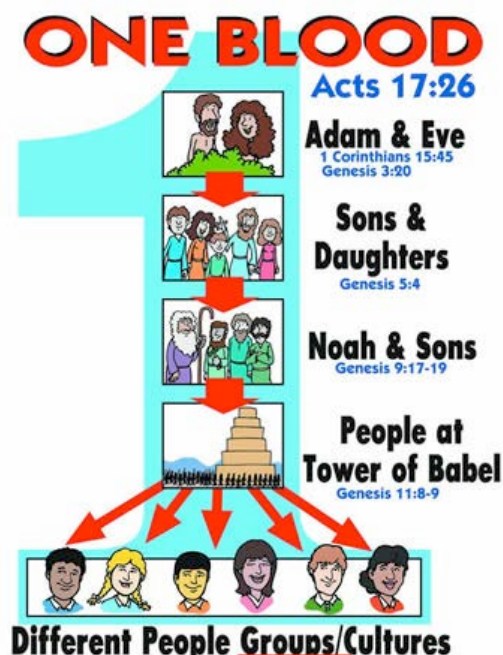 ONE BLOOD
Acts 17:26
Adam & Eve
1 Corinthians 15:45
Genesis 3:20
Sons &
Daughters
Genesis 5:4
Noah & Sons
Genesis 9:17-19
People at
Tower of Babel
Genesis 11:8-9
Different People Groups/Cultures